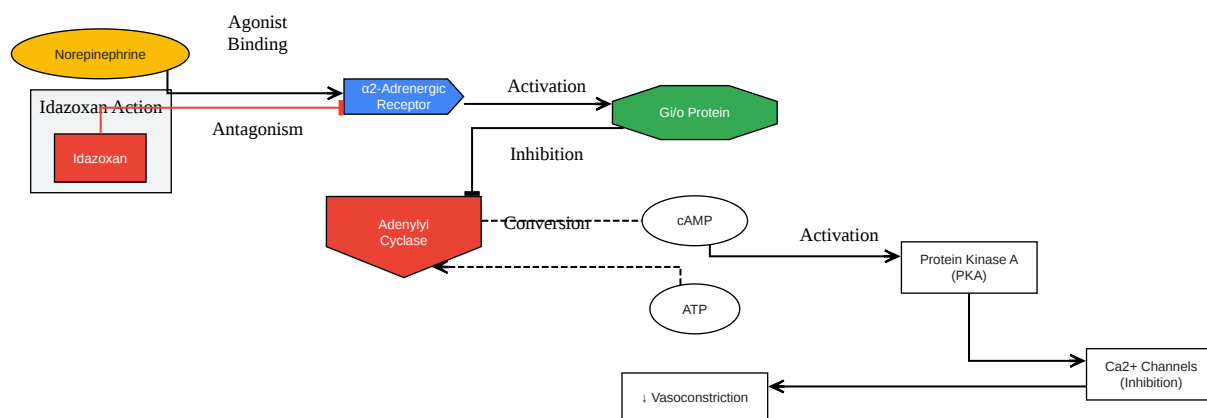 Agonist
Binding
Norepinephrine
α2-Adrenergic
Receptor
Activation
Gi/o Protein
Idazoxan Action
Antagonism
Idazoxan
Inhibition
Adenylyl
Cyclase
Conversion
cAMP
Activation
Protein Kinase A
(PKA)
ATP
Ca2+ Channels
(Inhibition)
↓ Vasoconstriction